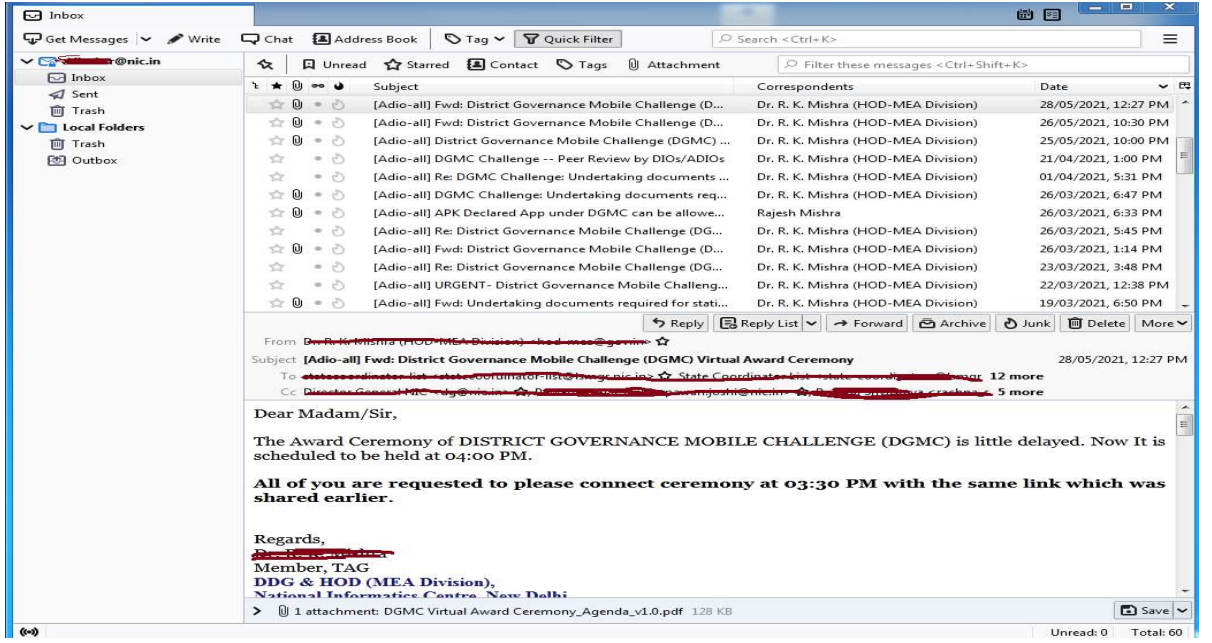 Inbox
Get Messages Write Chat Address Book Tag Quick Filter Search <Ctrl+K>
@nic.in
Inbox
Sent
Trash
Local Folders
Trash
Outbox
Unread Starred Contact Tags Attachment Filter these messages <Ctrl+Shift+K>
Subject Correspondents Date
[Adio-all] Fwd: District Governance Mobile Challenge (D... Dr. R. K. Mishra (HOD-MEA Division) 28/05/2021, 12:27 PM
[Adio-all] Fwd: District Governance Mobile Challenge (D... Dr. R. K. Mishra (HOD-MEA Division) 26/05/2021, 10:30 PM
[Adio-all] District Governance Mobile Challenge (DGMC) ... Dr. R. K. Mishra (HOD-MEA Division) 25/05/2021, 10:00 PM
[Adio-all] DGMC Challenge -- Peer Review by DIOs/ADIOs Dr. R. K. Mishra (HOD-MEA Division) 21/04/2021, 1:00 PM
[Adio-all] Re: DGMC Challenge: Undertaking documents ... Dr. R. K. Mishra (HOD-MEA Division) 01/04/2021, 5:31 PM
[Adio-all] DGMC Challenge: Undertaking documents req... Dr. R. K. Mishra (HOD-MEA Division) 26/03/2021, 6:47 PM
[Adio-all] APK Declared App under DGMC can be allowe... Rajesh Mishra 26/03/2021, 6:33 PM
[Adio-all] Re: District Governance Mobile Challenge (DG... Dr. R. K. Mishra (HOD-MEA Division) 26/03/2021, 5:45 PM
[Adio-all] Fwd: District Governance Mobile Challenge (D... Dr. R. K. Mishra (HOD-MEA Division) 26/03/2021, 1:14 PM
[Adio-all] Re: District Governance Mobile Challenge (DG... Dr. R. K. Mishra (HOD-MEA Division) 23/03/2021, 3:48 PM
[Adio-all] URGENT- District Governance Mobile Challeng... Dr. R. K. Mishra (HOD-MEA Division) 22/03/2021, 12:38 PM
[Adio-all] Fwd: Undertaking documents required for stati... Dr. R. K. Mishra (HOD-MEA Division) 19/03/2021, 6:50 PM
Reply Reply List Forward Archive Junk Delete More
From
Subject [Adio-all] Fwd: District Governance Mobile Challenge (DGMC) Virtual Award Ceremony 28/05/2021, 12:27 PM
To 12 more
Cc 5 more
Dear Madam/Sir,
The Award Ceremony of DISTRICT GOVERNANCE MOBILE CHALLENGE (DGMC) is little delayed. Now It is
scheduled to be held at 04:00 PM.
All of you are requested to please connect ceremony at 03:30 PM with the same link which was
shared earlier.
Regards,
Member, TAG
DDG & HOD (MEA Division),
National Informatics Centre, New Delhi
1 attachment: DGMC Virtual Award Ceremony_Agenda_v1.0.pdf 128 KB Save
Unread: 0 Total: 60